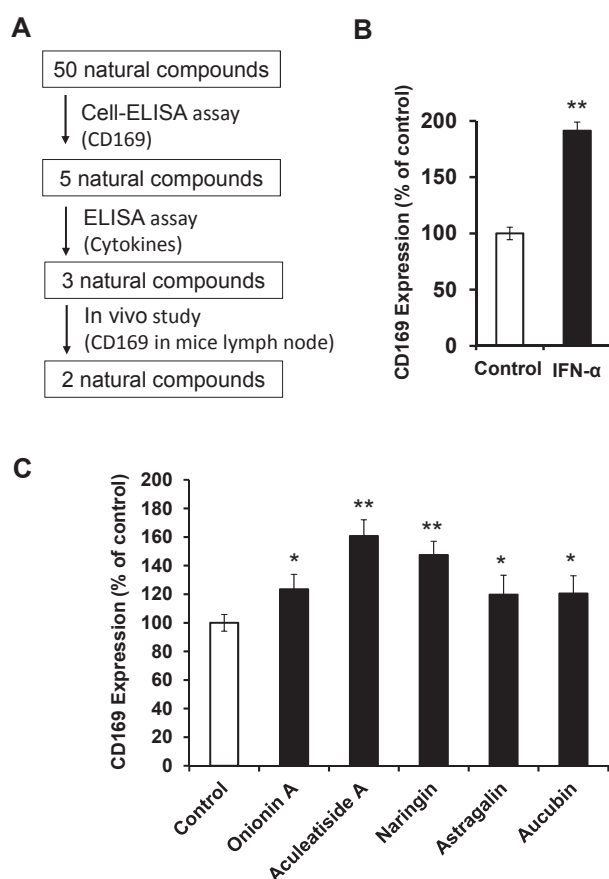 A
50 natural compounds
Cell-ELISA assay
(CD169)
5 natural compounds
ELISA assay
(Cytokines)
3 natural compounds
In vivo study
(CD169 in mice lymph node)
2 natural compounds
B
CD169 Expression (% of control)
200
150
100
50
0
**
Control
IFN-α
C
CD169 Expression (% of control)
200
180
160
140
120
100
80
60
40
20
0
*
**
**
*
*
Control
Onionin A
Aculeatiside A
Naringin
Astragalin
Aucubin